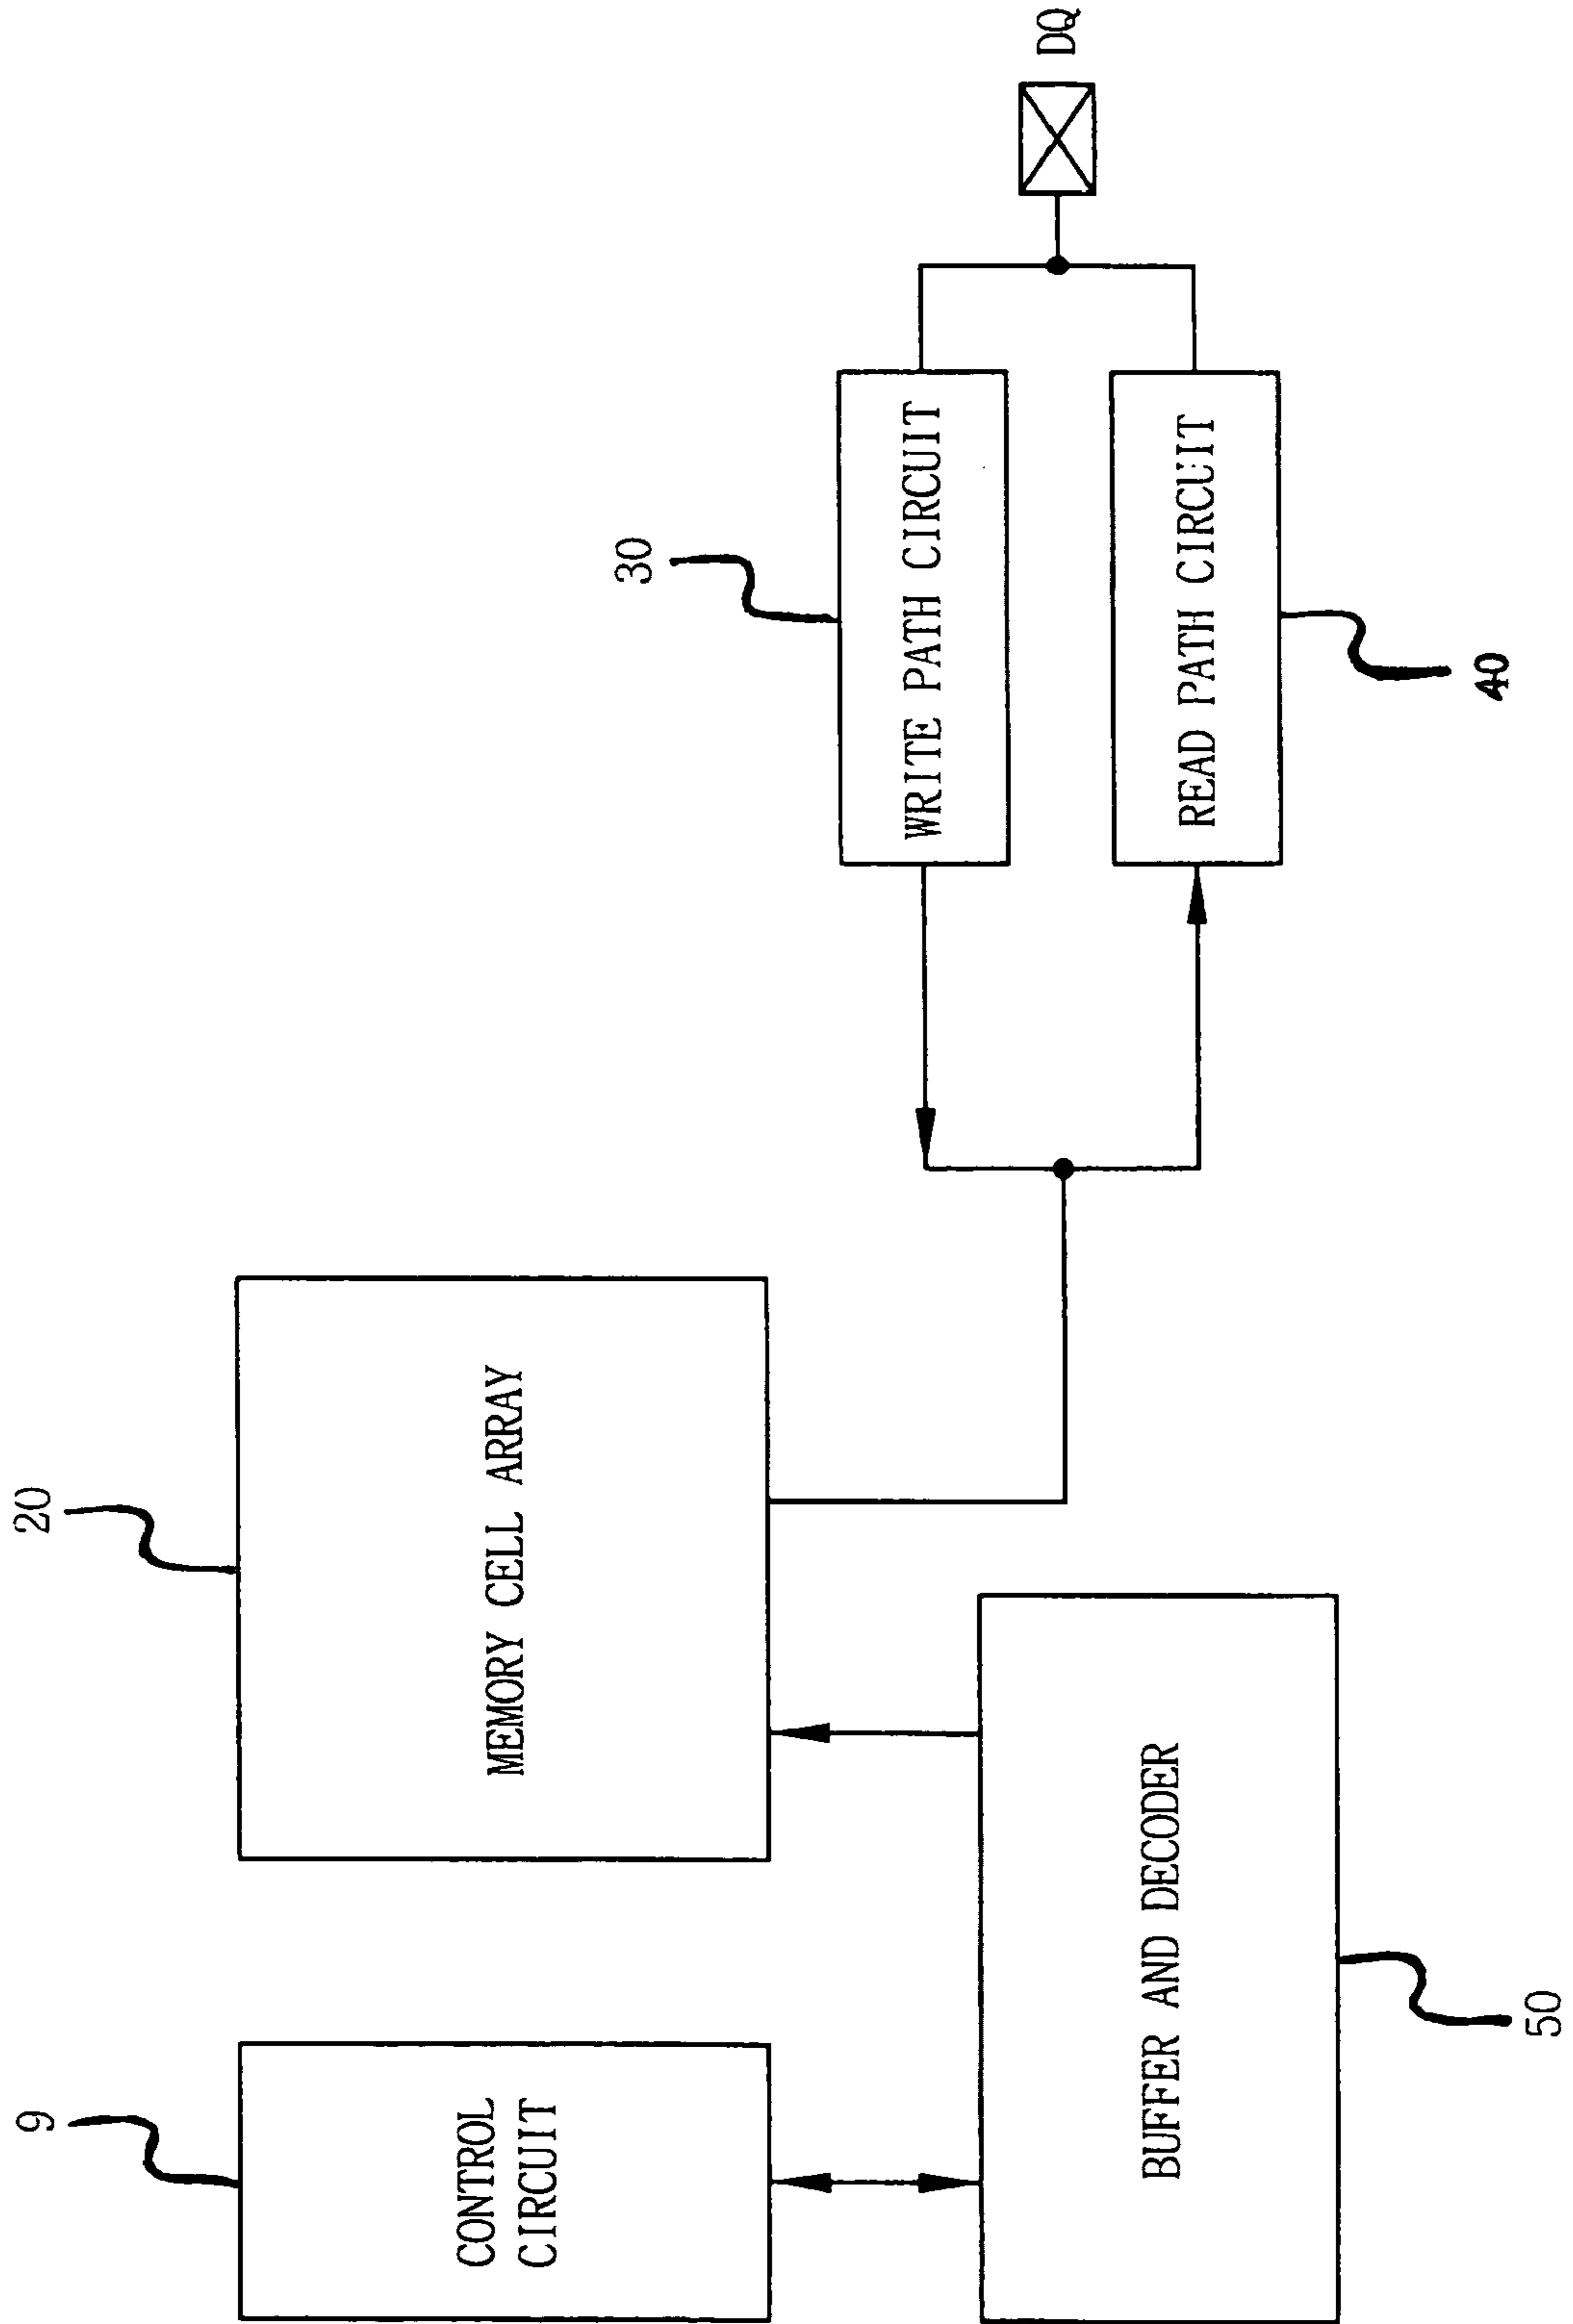 9
20
CONTROL
CIRCUIT
MEMORY CELL ARRAY
30
BUFFER AND DECODER
50
WRITE PATH CIRCUIT
READ PATH CIRCUIT
40
DQ